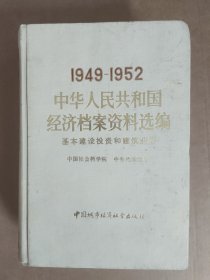 1949-1952
中华人民共和国
经济档案资料选编
基本建设投资和建筑业卷
中国社会科学院 中央档案馆
中国城市经济社会出版社